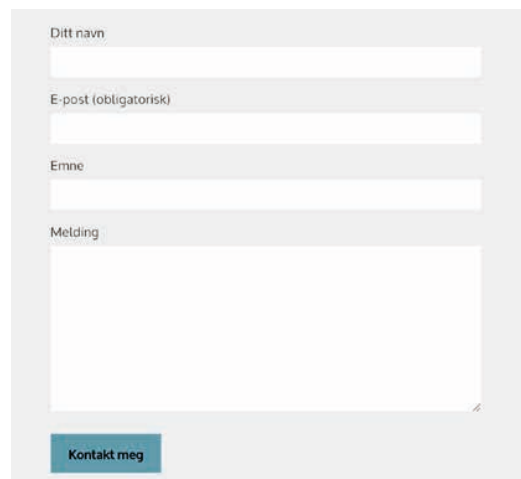 Ditt navn
E-post (obligatorisk)
Emne
Melding
Kontakt meg